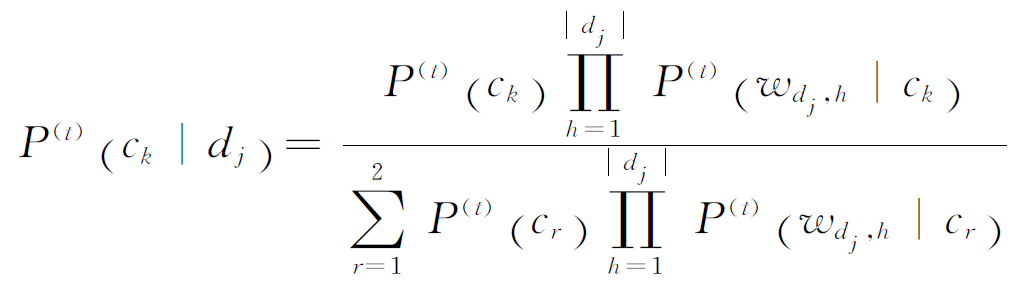 P^{(t)}(c_k | d_j) = \frac{P^{(t)}(c_k) \prod_{h=1}^{|d_j|} P^{(t)}(w_{d_j,h} | c_k)}{\sum_{r=1}^{2} P^{(t)}(c_r) \prod_{h=1}^{|d_j|} P^{(t)}(w_{d_j,h} | c_r)}